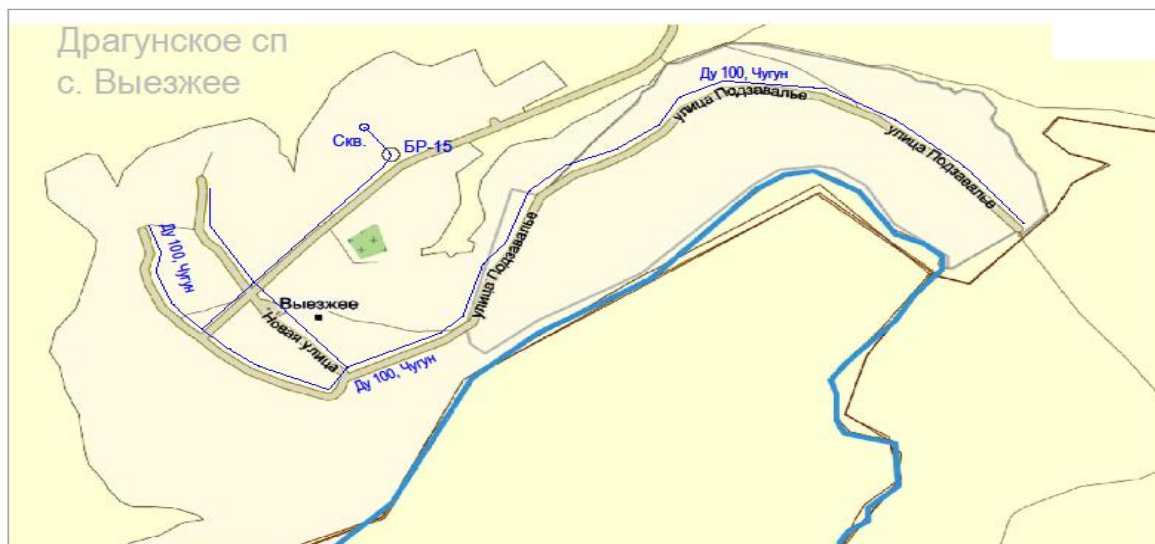 Драгунское сп
с. Выезжее
Ду 100, Чугун
улица Подзавалье
Скв.
БР-15
улица Подзавалье
Ду 100, Чугун
улица Подзавалье
Выезжее
Новая улица
Ду 100, Чугун